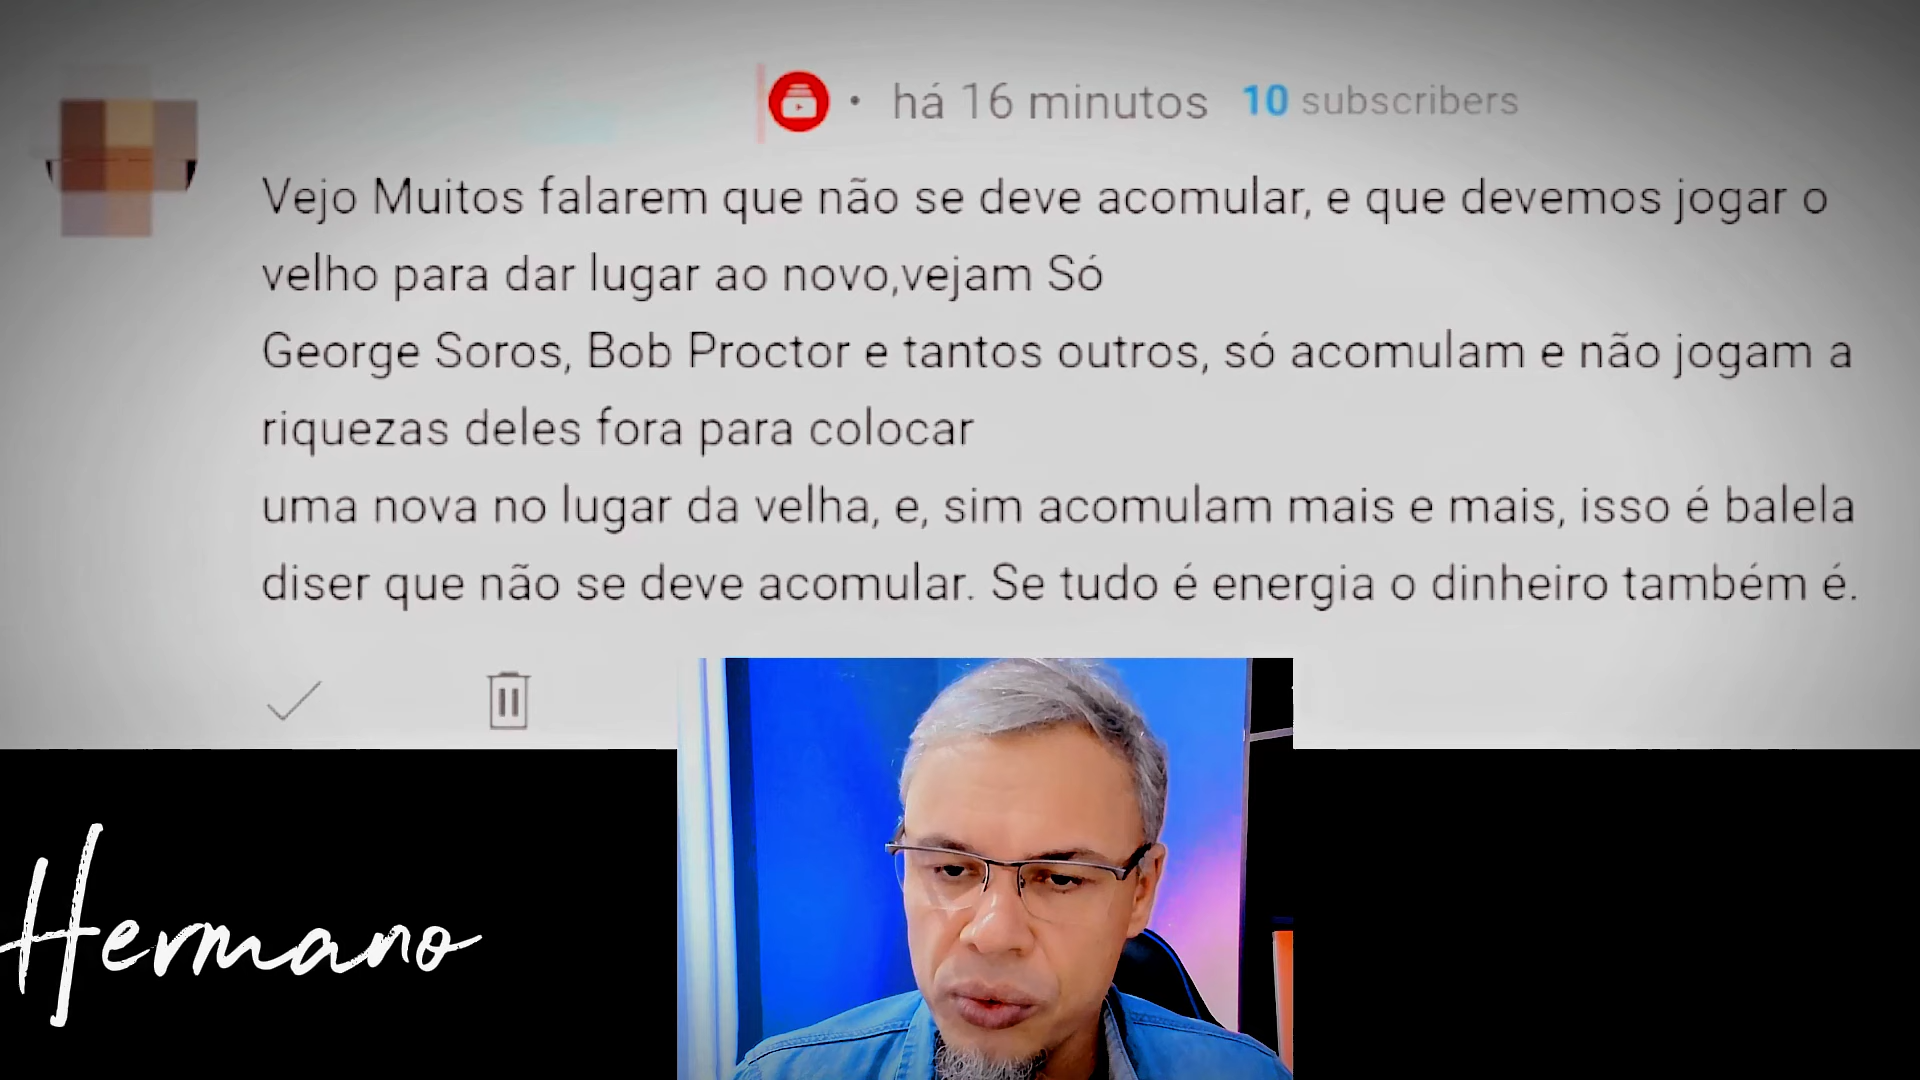 há 16 minutos 10 subscribers
Vejo Muitos falarem que não se deve acomular, e que devemos jogar o
velho para dar lugar ao novo,vejam Só
George Soros, Bob Proctor e tantos outros, só acomulam e não jogam a
riquezas deles fora para colocar
uma nova no lugar da velha, e, sim acomulam mais e mais, isso é balela
diser que não se deve acomular. Se tudo é energia o dinheiro também é.
Hermano